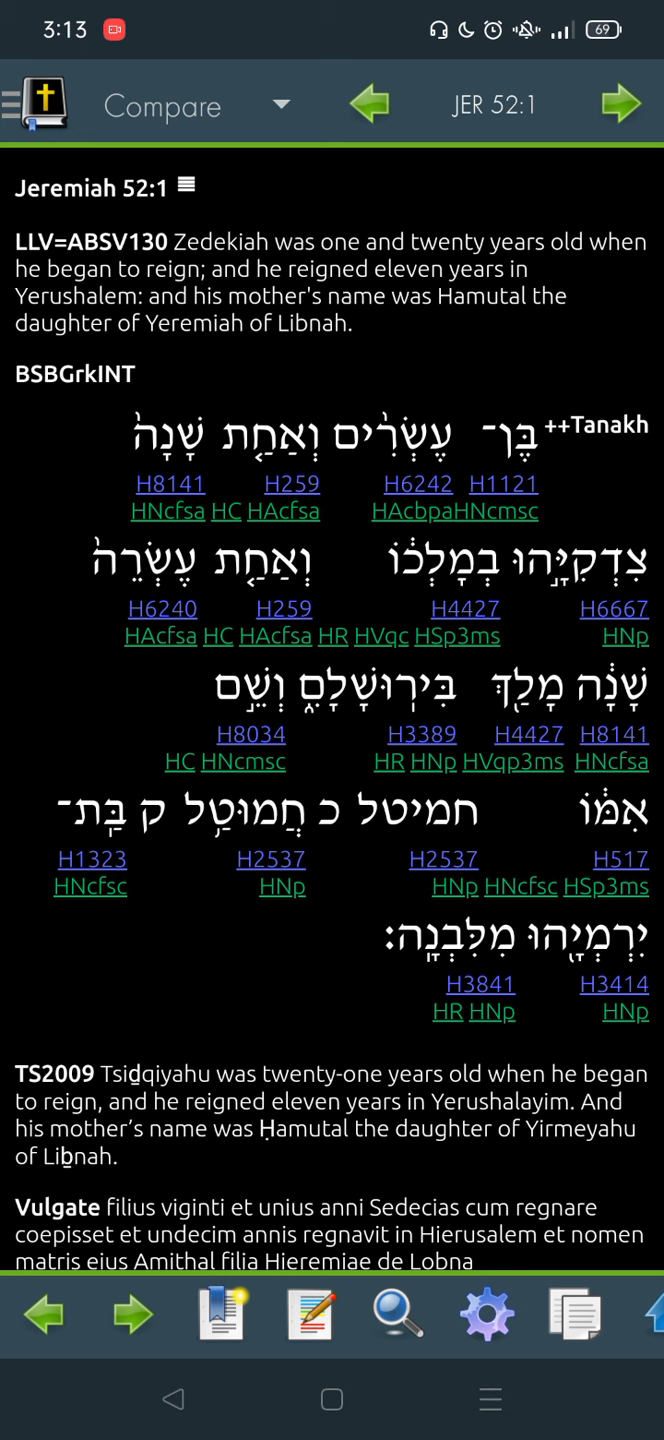 3:13
69
Compare
JER 52:1
Jeremiah 52:1
LLV=ABSV130 Zedekiah was one and twenty years old when
he began to reign; and he reigned eleven years in
Yerushalem: and his mother's name was Hamutal the
daughter of Yeremiah of Libnah.
BSBGrkINT
++Tanakh בֶּן־ עֶשְׂרִ֨ים וְאַחַ֤ת שָׁנָה֙
H8141 H259 H6242 H1121
HNcfsa HC HAcfsa HAcbpa HNcmsc
צִדְקִיָּ֣הוּ בְמָלְכ֔וֹ וְאַחַ֤ת עֶשְׂרֵה֙
H6240 H259 H4427 H6667
HAcfsa HC HAcfsa HR HVqc HSp3ms HNp
שָׁנָ֔ה מָלַ֖ךְ בִּירֽוּשָׁלָ֑͏ִם וְשֵׁ֣ם
H8034 H3389 H4427 H8141
HC HNcmsc HR HNp HVqp3ms HNcfsa
אִמּ֔וֹ חמיטל כ חֲמוּטַ֥ל ק בַּֽת־
H1323 H2537 H2537 H517
HNcfsc HNp HNp HNcfsc HSp3ms
יִרְמְיָ֖הוּ מִלִּבְנָֽה׃
H3841 H3414
HR HNp HNp
TS2009 Tsiḏqiyahu was twenty-one years old when he began
to reign, and he reigned eleven years in Yerushalayim. And
his mother’s name was Ḥamutal the daughter of Yirmeyahu
of Liḇnah.
Vulgate filius viginti et unius anni Sedecias cum regnare
coepisset et undecim annis regnavit in Hierusalem et nomen
matris eius Amithal filia Hieremiae de Lobna